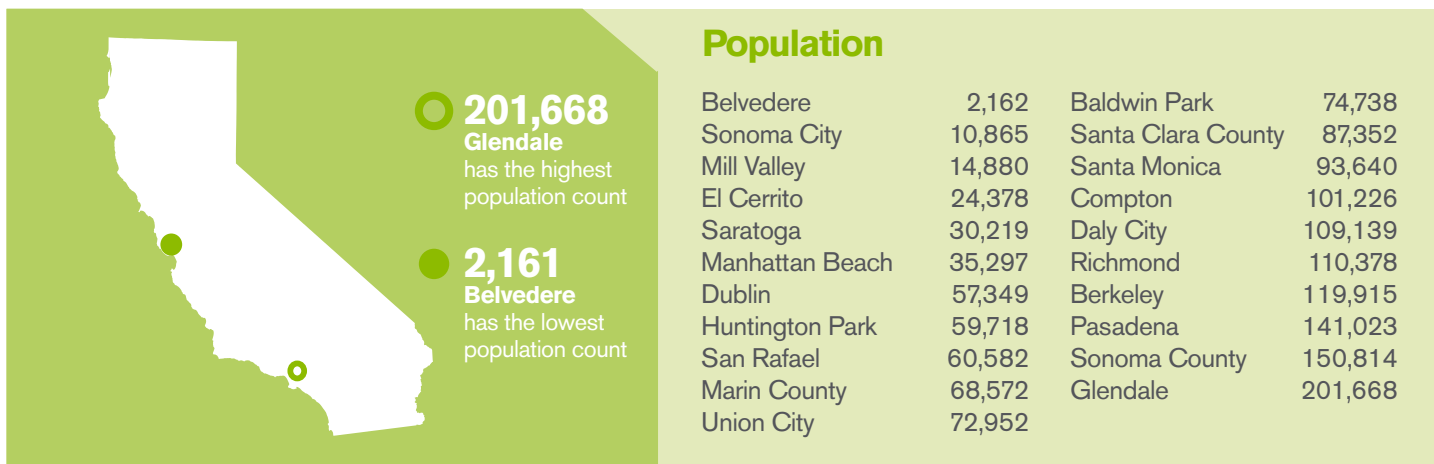 201,668
Glendale
has the highest
population count
2,161
Belvedere
has the lowest
population count
Population
Belvedere 2,162
Sonoma City 10,865
Mill Valley 14,880
El Cerrito 24,378
Saratoga 30,219
Manhattan Beach 35,297
Dublin 57,349
Huntington Park 59,718
San Rafael 60,582
Marin County 68,572
Union City 72,952
Baldwin Park 74,738
Santa Clara County 87,352
Santa Monica 93,640
Compton 101,226
Daly City 109,139
Richmond 110,378
Berkeley 119,915
Pasadena 141,023
Sonoma County 150,814
Glendale 201,668